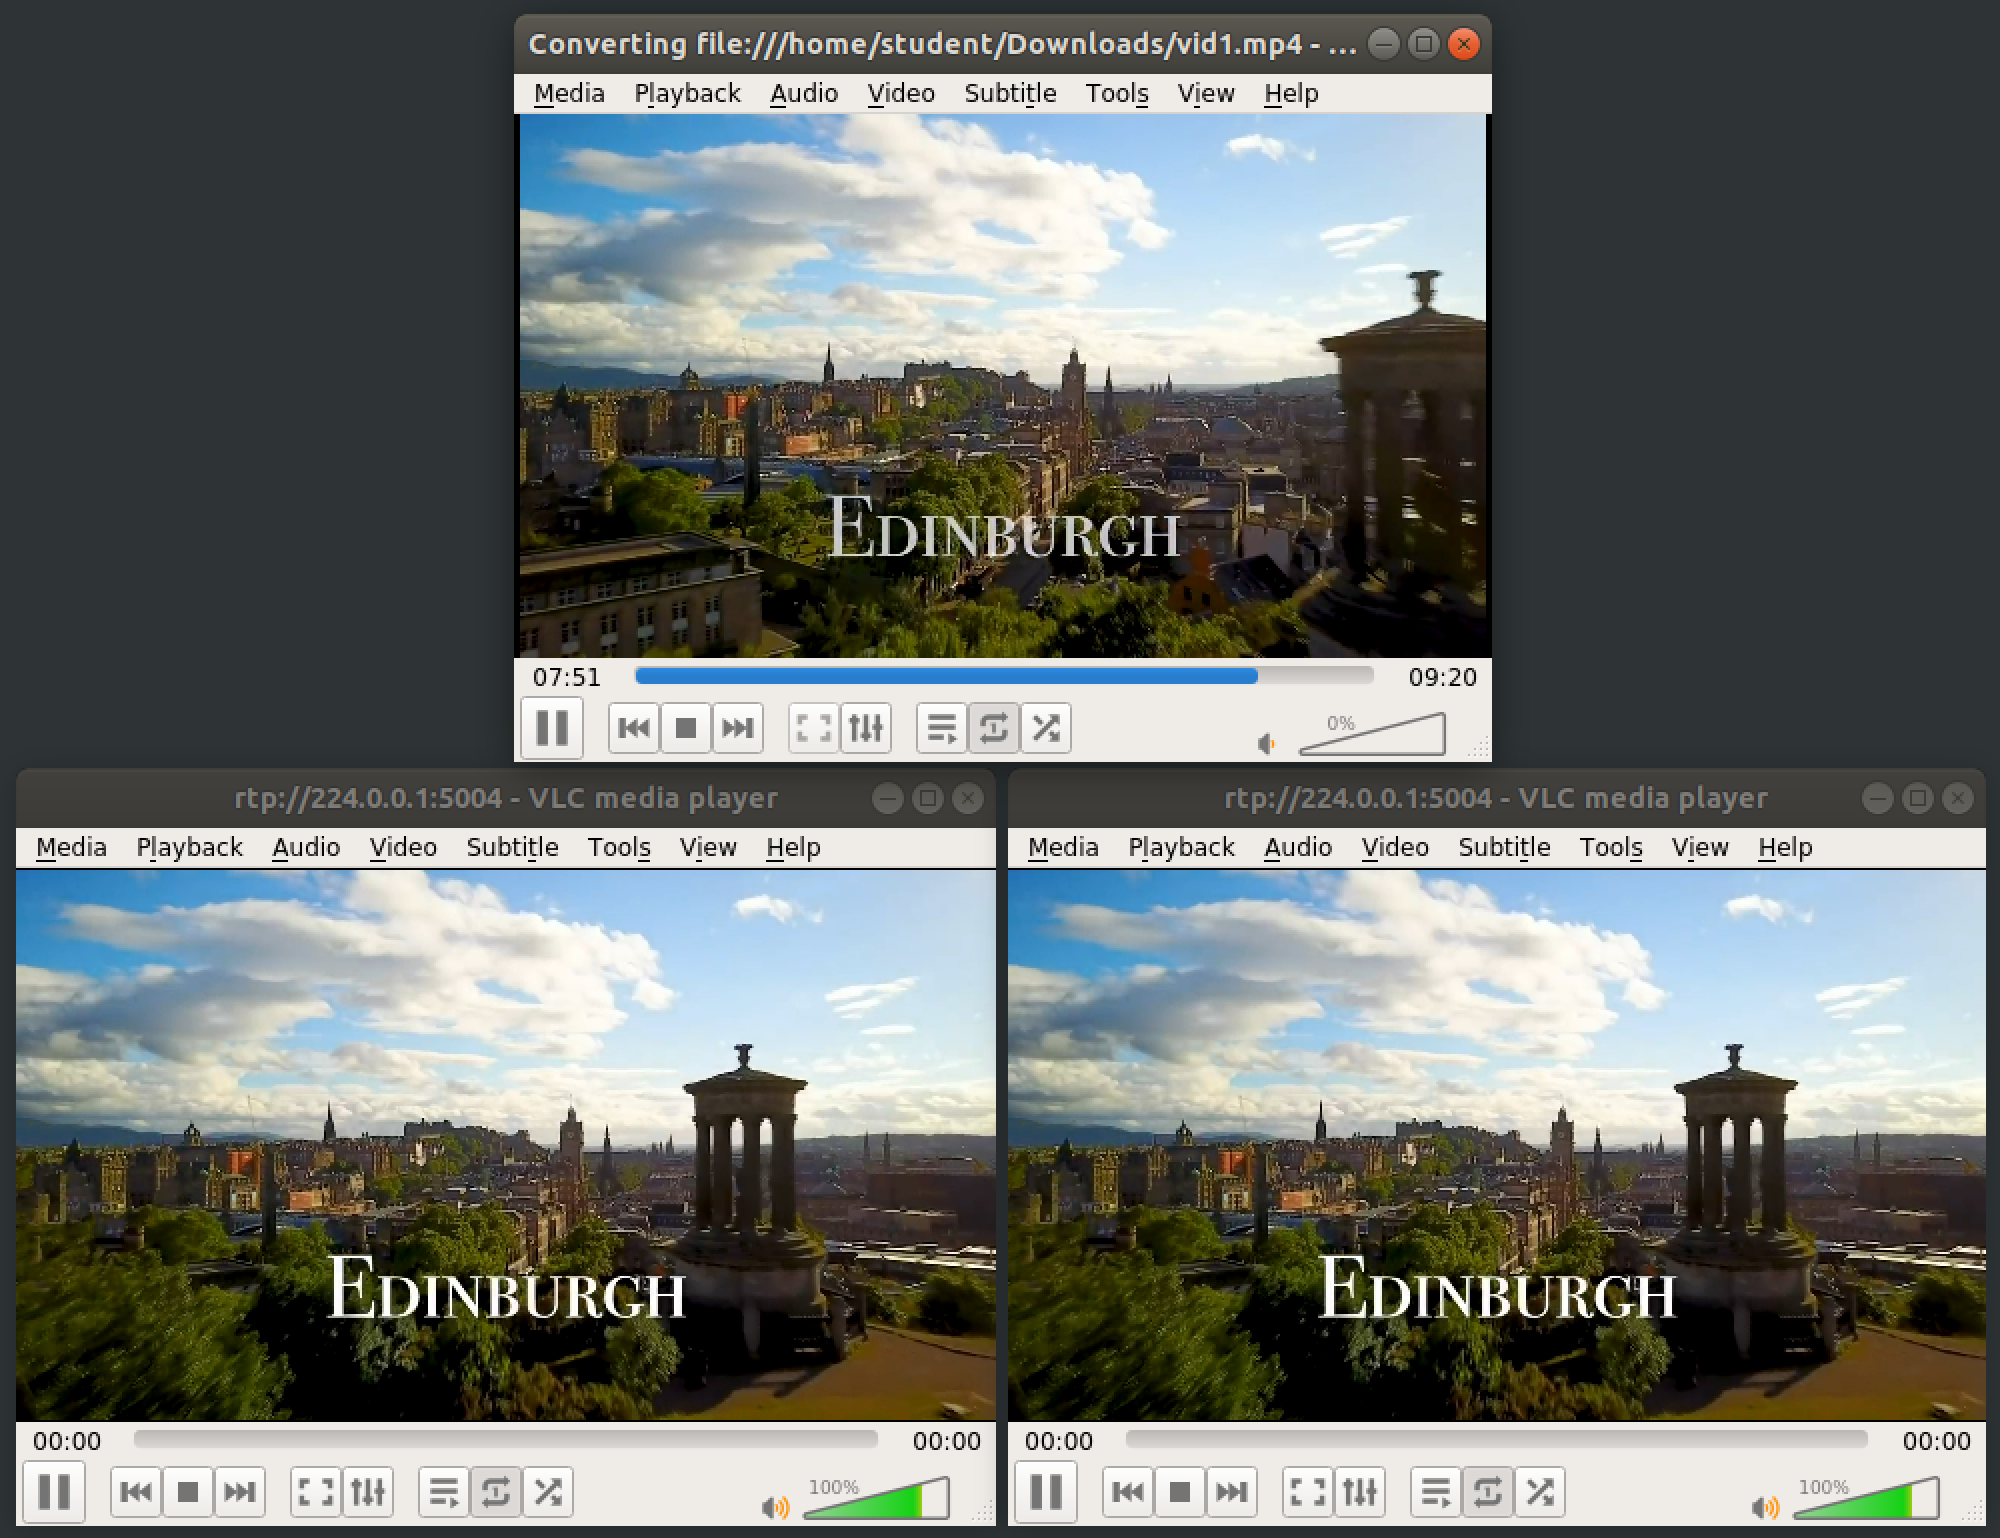 Converting file:///home/student/Downloads/vid1.mp4 - ...
Media Playback Audio Video Subtitle Tools View Help
EDINBURGH
07:51 09:20
0%
rtp://224.0.0.1:5004 - VLC media player
Media Playback Audio Video Subtitle Tools View Help
EDINBURGH
00:00 00:00
100%
rtp://224.0.0.1:5004 - VLC media player
Media Playback Audio Video Subtitle Tools View Help
EDINBURGH
00:00 00:00
100%